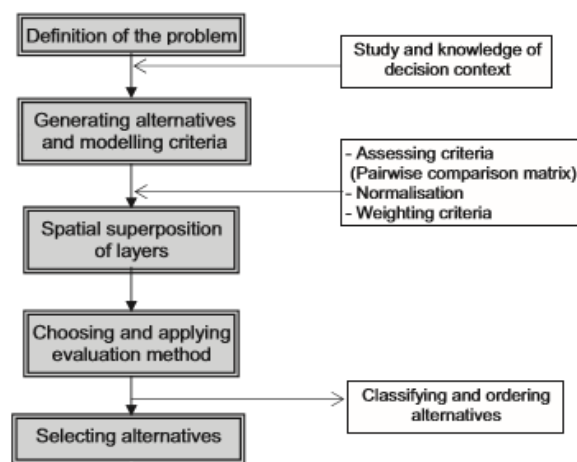 Definition of the problem
Study and knowledge of
decision context
Generating alternatives
and modelling criteria
- Assessing criteria
(Pairwise comparison matrix)
- Normalisation
- Weighting criteria
Spatial superposition
of layers
Choosing and applying
evaluation method
Classifying and ordering
alternatives
Selecting alternatives